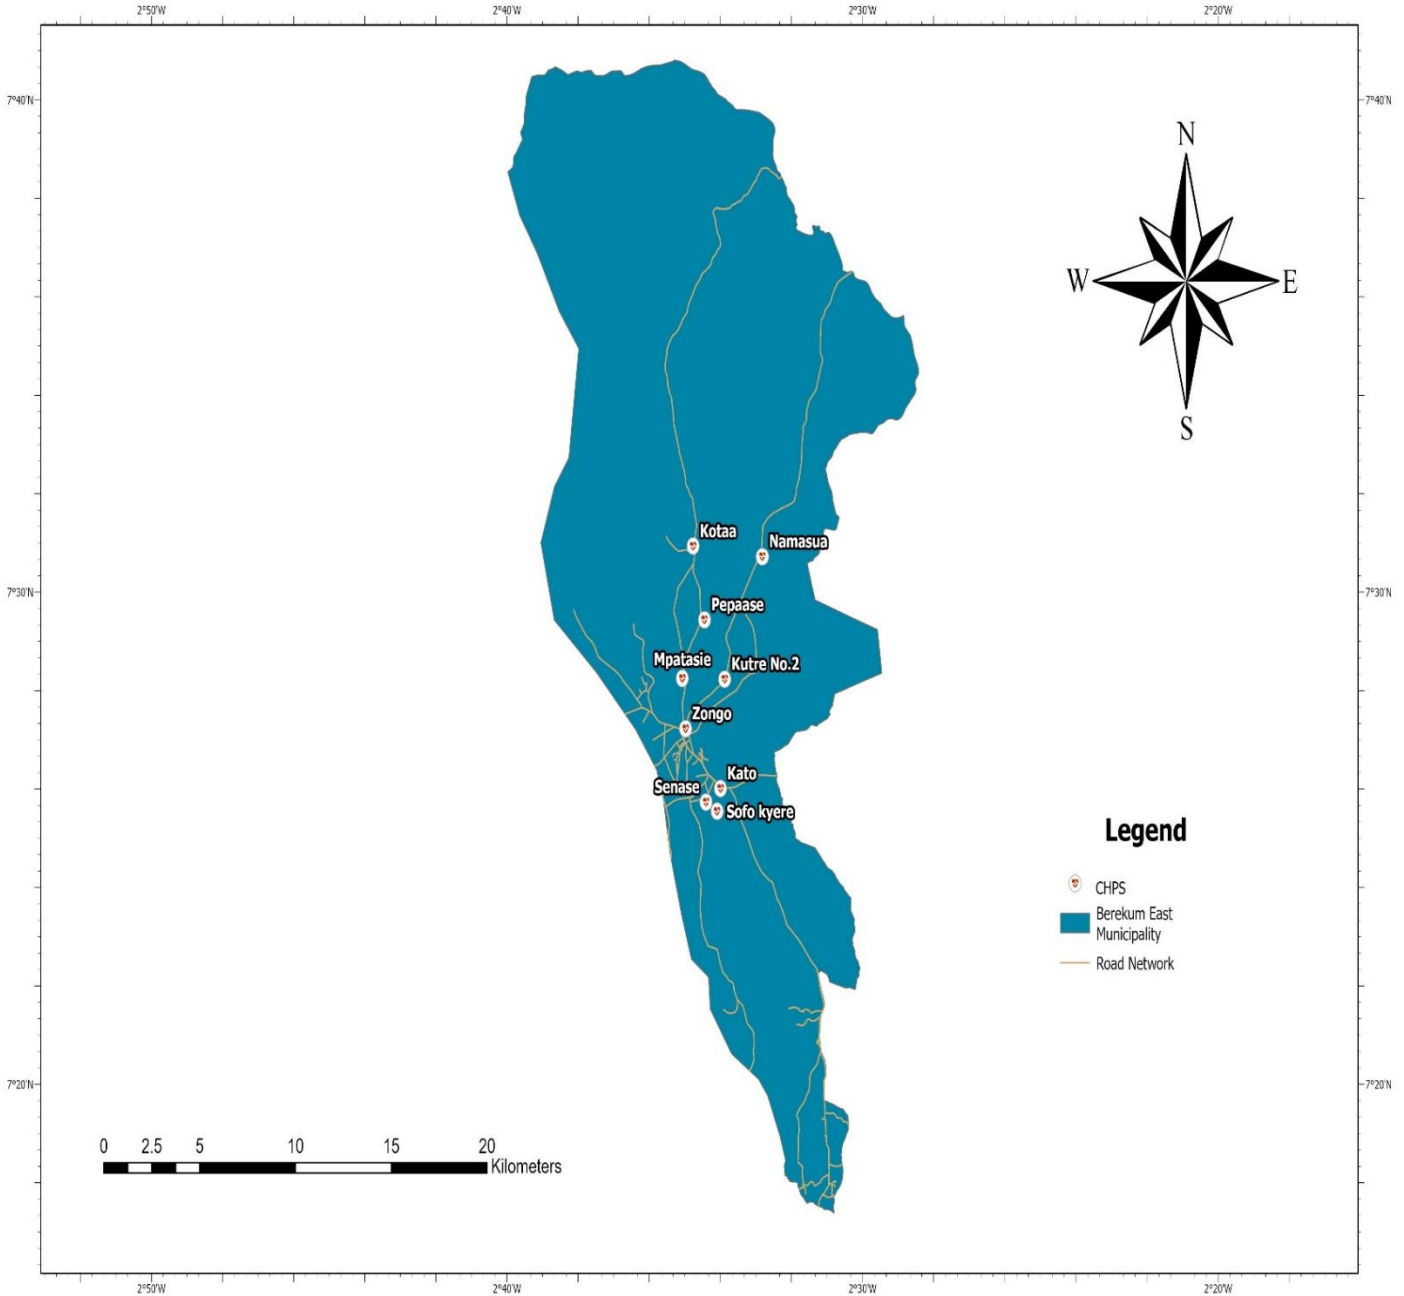 2°50'W
2°40'W
2°30'W
2°20'W
7°40'N
7°40'N
N
W
E
S
Kotaa
Namasua
7°30'N
7°30'N
Pepaase
Mpatasie
Kutre No.2
Zongo
Kato
Senase
Sofo kyere
Legend
CHPS
Berekum East
Municipality
Road Network
7°20'N
7°20'N
0 2.5 5 10 15 20
Kilometers
2°50'W
2°40'W
2°30'W
2°20'W